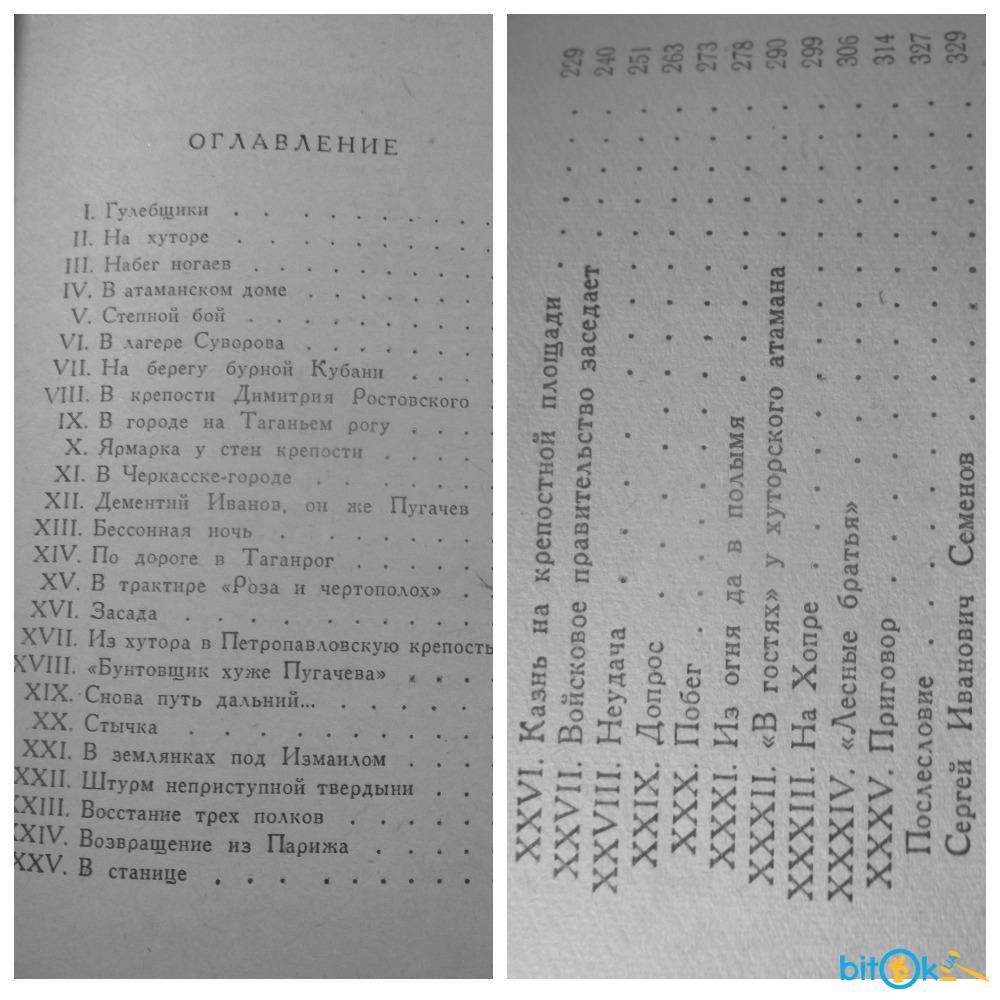 ОГЛАВЛЕНИЕ
I. Гулебщики . . . . . . . . .
II. На хуторе . . . . . . . . .
III. Набег ногаев . . . . . . . . .
IV. В атаманском доме . . . . . . .
V. Степной бой . . . . . . . . .
VI. В лагере Суворова . . . . . . .
VII. На берегу бурной Кубани . . . .
VIII. В крепости Димитрия Ростовского .
IX. В городе на Таганьем рогу . . . .
X. Ярмарка у стен крепости . . . . .
XI. В Черкасске-городе . . . . . . .
XII. Дементий Иванов, он же Пугачев .
XIII. Бессонная ночь . . . . . . . .
XIV. По дороге в Таганрог . . . . . .
XV. В трактире «Роза и чертополох» . .
XVI. Засада . . . . . . . . . .
XVII. Из хутора в Петропавловскую крепость
XVIII. «Бунтовщик хуже Пугачева» . . . .
XIX. Снова путь дальний... . . . . . .
XX. Стычка . . . . . . . . . .
XXI. В землянках под Измаилом . . . .
XXII. Штурм неприступной твердыни . . .
XXIII. Восстание трех полков . . . . .
XXIV. Возвращение из Парижа . . . .
XXV. В станице . . . . . . . . .
XXVI. Казнь на крепостной площади . . . . . 229
XXVII. Войсковое правительство заседает . . . . 240
XXVIII. Неудача . . . . . . . . . . 251
XXIX. Допрос . . . . . . . . . . 263
XXX. Побег . . . . . . . . . . 273
XXXI. Из огня да в полымя . . . . . . . . 278
XXXII. «В гостях» у хуторского атамана . . . . 290
XXXIII. На Хопре . . . . . . . . . . 299
XXXIV. «Лесные братья» . . . . . . . . . 306
XXXV. Приговор . . . . . . . . . . 314
Послесловие . . . . . . . . . . 327
Сергей Иванович Семенов . . . . . . . 329
bitok UA